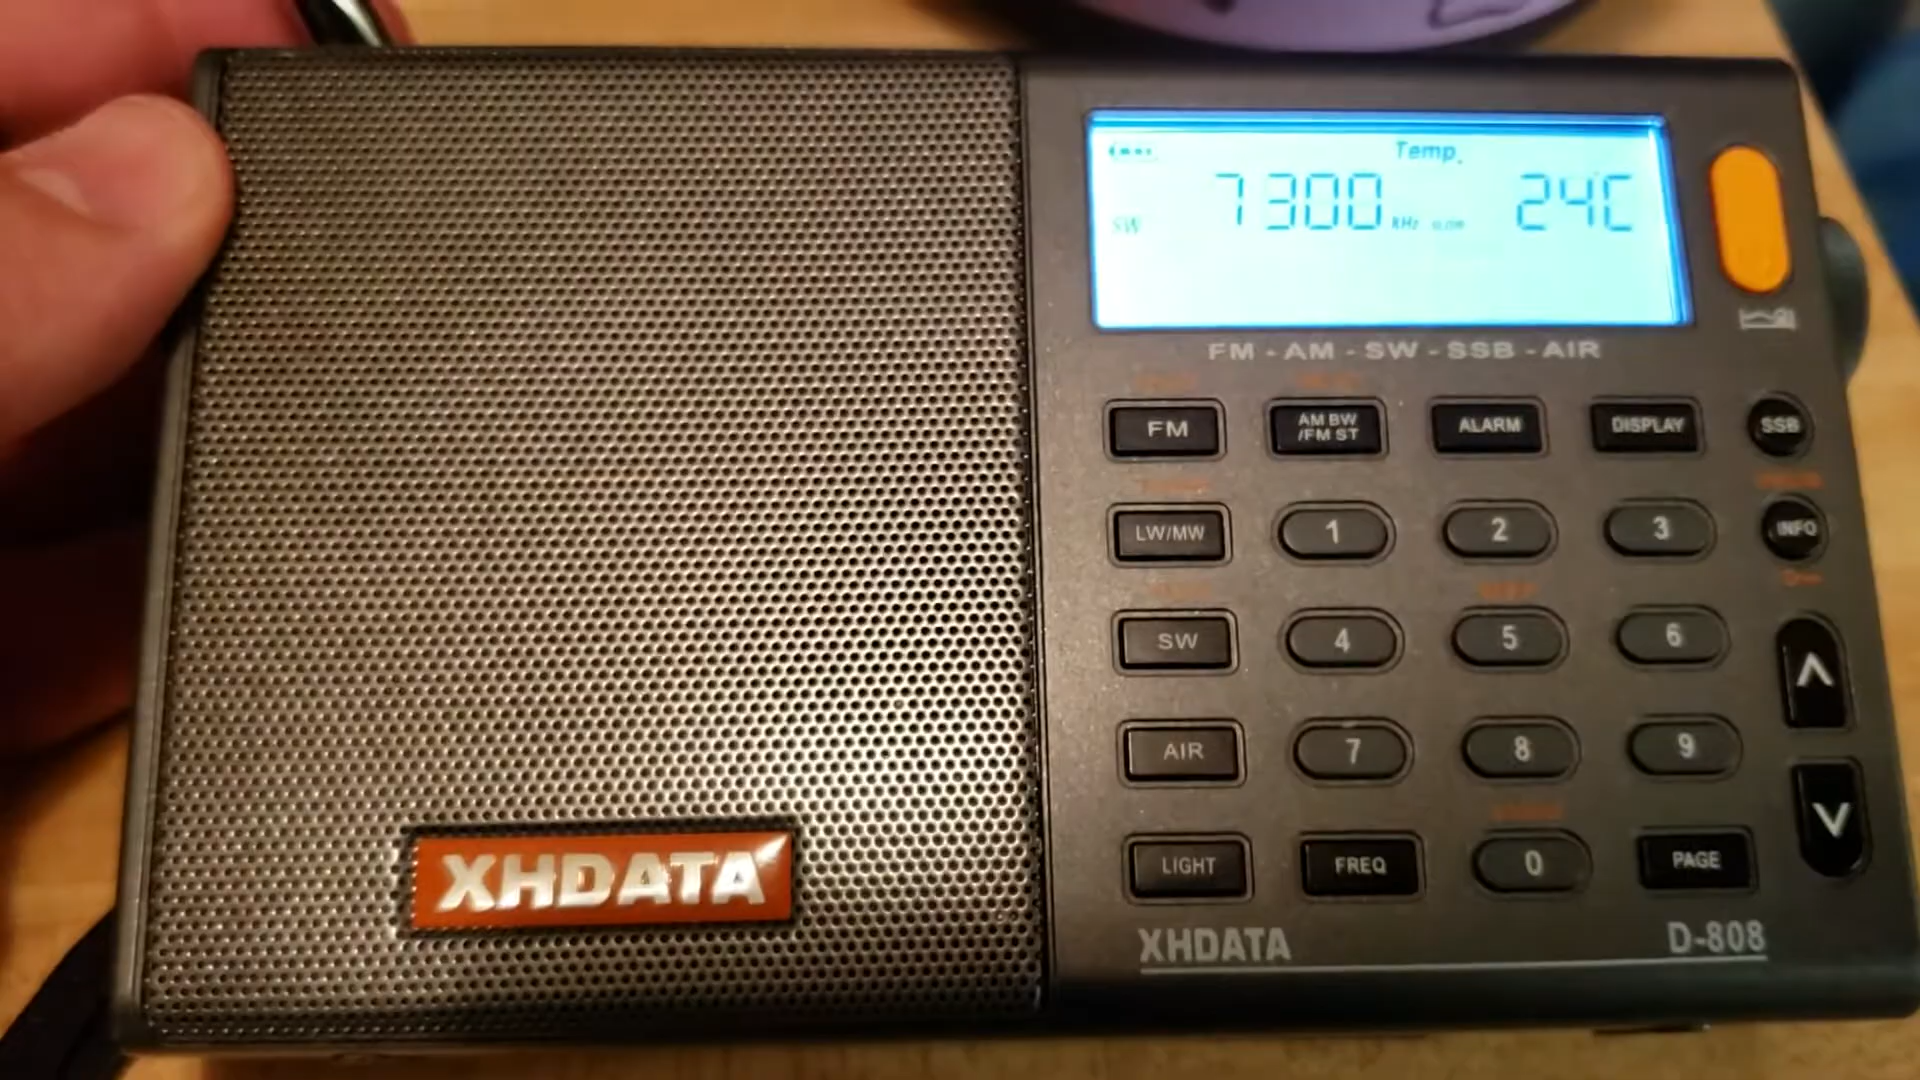 Temp.
SW 7300 kHz 24C
FM - AM - SW - SSB - AIR
FM AM BW /FM ST ALARM DISPLAY SSB
LW/MW 1 2 3 INFO
SW 4 5 6
AIR 7 8 9
LIGHT FREQ 0 PAGE
XHDATA
XHDATA D-808